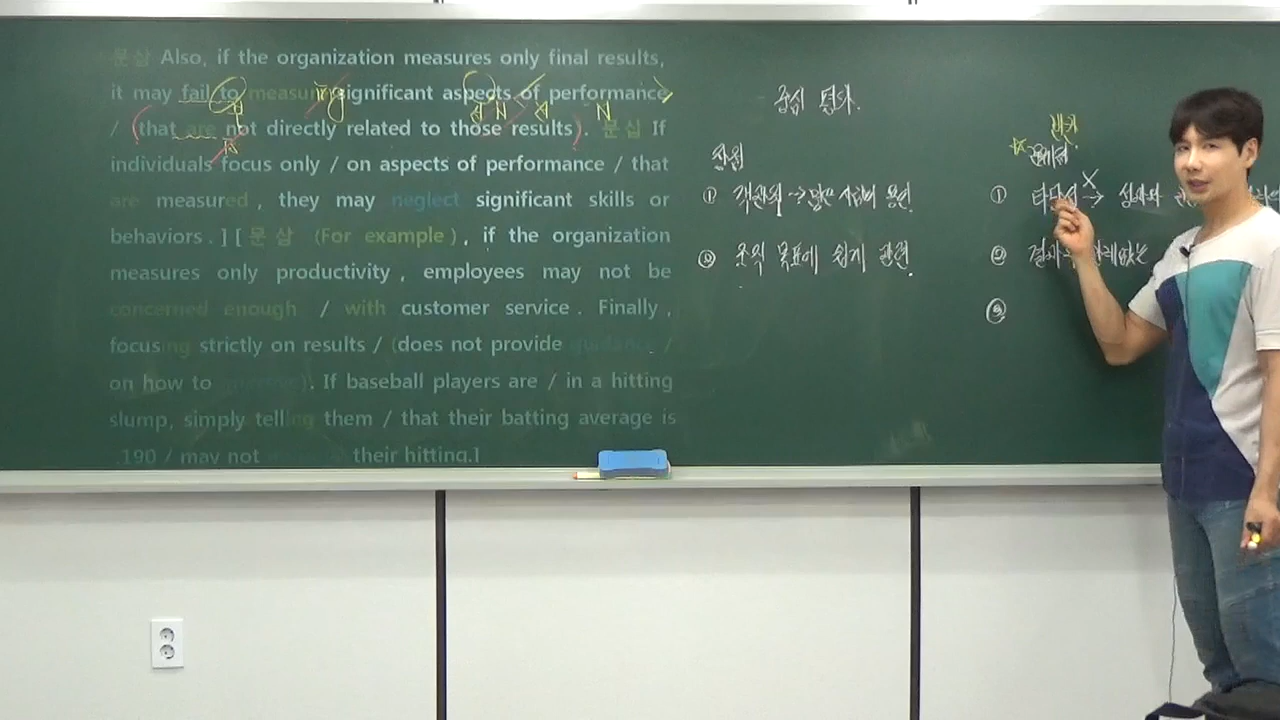 문삽 Also, if the organization measures only final results,
it may fail to measure significant aspects of performance
/ (that are not directly related to those results). 문삽 If
individuals focus only / on aspects of performance / that
are measured, they may neglect significant skills or
behaviors.] [문삽 (For example), if the organization
measures only productivity, employees may not be
concerned enough / with customer service. Finally,
focusing strictly on results / (does not provide guidance /
on how to ). If baseball players are / in a hitting
slump, simply telling them / that their batting average is
.190 / may not their hitting.]
중심 평가.
장점
① 객관적 → 많은 사람이 용인.
② 조직 목표에 쉽게 관련.
①
② 결과
③